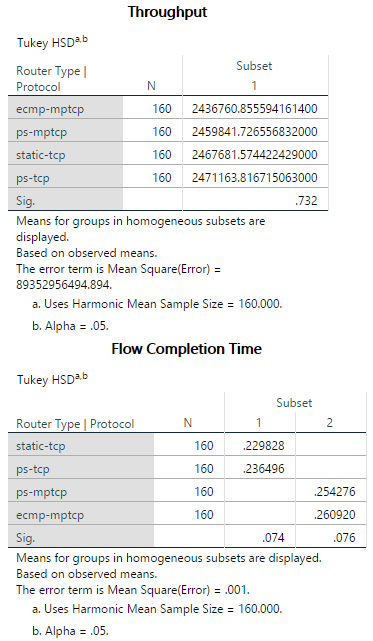 Throughput
Tukey HSDa,b
Subset
Router Type |
Protocol N 1
ecmp-mptcp 160 2436760.855594161400
ps-mptcp 160 2459841.726556832000
static-tcp 160 2467681.574422429000
ps-tcp 160 2471163.816715063000
Sig. .732
Means for groups in homogeneous subsets are
displayed.
Based on observed means.
The error term is Mean Square(Error) =
89352956494.894.
a. Uses Harmonic Mean Sample Size = 160.000.
b. Alpha = .05.
Flow Completion Time
Tukey HSDa,b
Subset
Router Type | Protocol N 1 2
static-tcp 160 .229828
ps-tcp 160 .236496
ps-mptcp 160 .254276
ecmp-mptcp 160 .260920
Sig. .074 .076
Means for groups in homogeneous subsets are displayed.
Based on observed means.
The error term is Mean Square(Error) = .001.
a. Uses Harmonic Mean Sample Size = 160.000.
b. Alpha = .05.